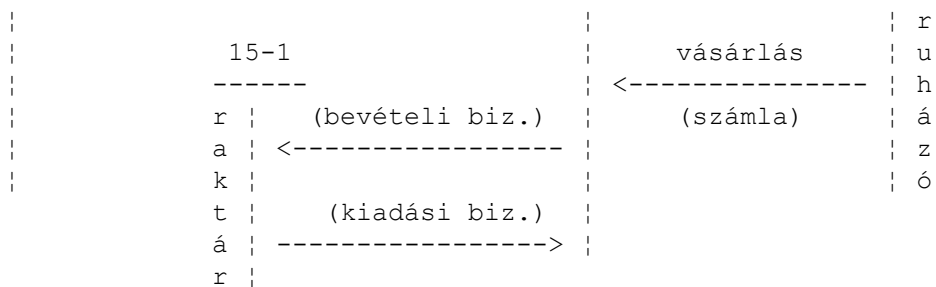 ¦ ¦ ¦ r
¦ 15-1 ¦ vásárlás ¦ u
¦ ------ ¦ <--------------- ¦ h
¦ r ¦ (bevételi biz.) ¦ (számla) ¦ á
¦ a ¦ <----------------- ¦ ¦ z
¦ k ¦ ¦ ¦ ó
t ¦ (kiadási biz.) ¦
á ¦ -----------------> ¦
r ¦